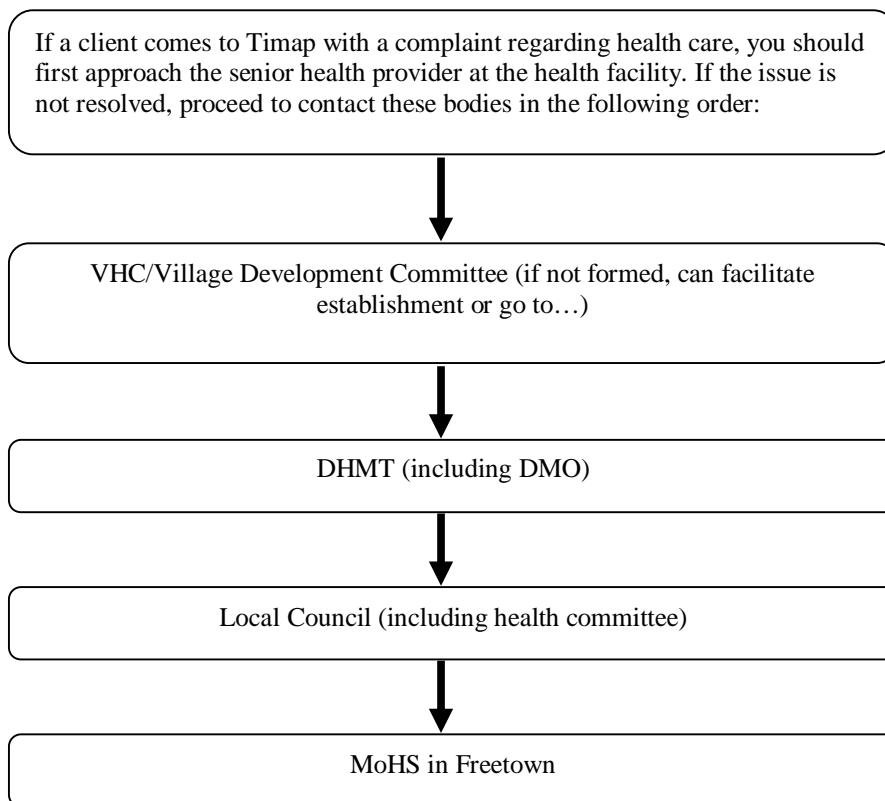 If a client comes to Timap with a complaint regarding health care, you should
first approach the senior health provider at the health facility. If the issue is
not resolved, proceed to contact these bodies in the following order:
VHC/Village Development Committee (if not formed, can facilitate
establishment or go to…)
DHMT (including DMO)
Local Council (including health committee)
MoHS in Freetown